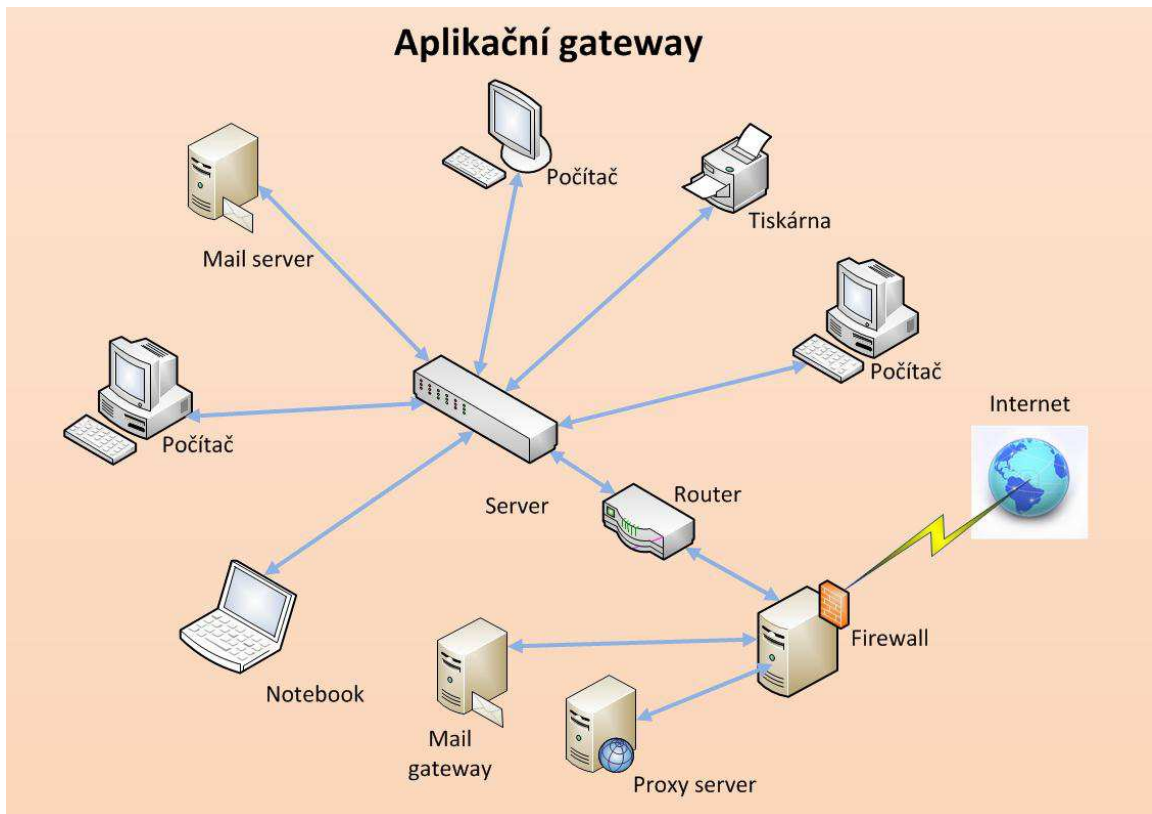 Aplikační gateway
Počítač
Tiskárna
Mail server
Počítač
Internet
Počítač
Server
Router
Firewall
Notebook
Mail
gateway
Proxy server